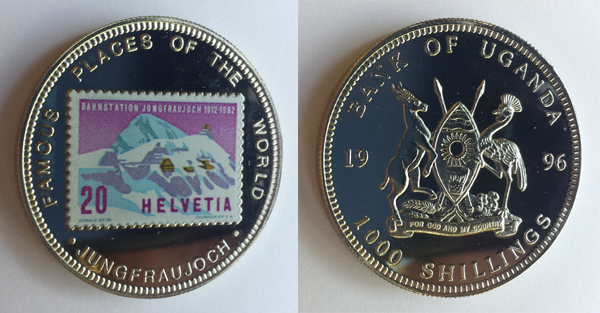 FAMOUS PLACES OF THE WORLD
BAHNSTATION JUNGFRAUJOCH 1912-1962
20 HELVETIA
• JUNGFRAUJOCH •
BANK OF UGANDA
19 96
FOR GOD AND MY COUNTRY
1000 SHILLINGS